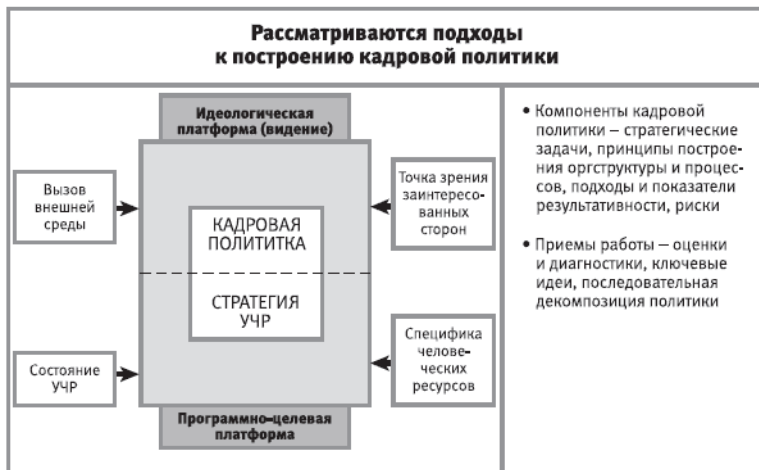 Рассматриваются подходы
к построению кадровой политики
Идеологическая
платформа (видение)
Вызов
внешней
среды
Точка зрения
заинтересо-
ванных
сторон
КАДРОВАЯ
ПОЛИТИТКА
СТРАТЕГИЯ
УЧР
Состояние
УЧР
Специфика
челове-
ческих
ресурсов
Программно-целевая
платформа
• Компоненты кадровой
политики – стратегические
задачи, принципы построе-
ния оргструктуры и процес-
сов, подходы и показатели
результативности, риски
• Приемы работы – оценки
и диагностики, ключевые
идеи, последовательная
декомпозиция политики